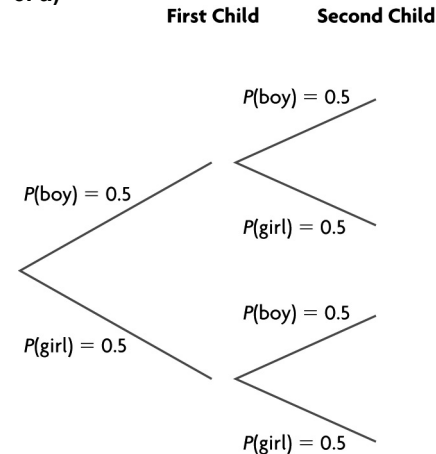 First Child Second Child
P(boy) = 0.5
P(boy) = 0.5
P(girl) = 0.5
P(boy) = 0.5
P(girl) = 0.5
P(girl) = 0.5